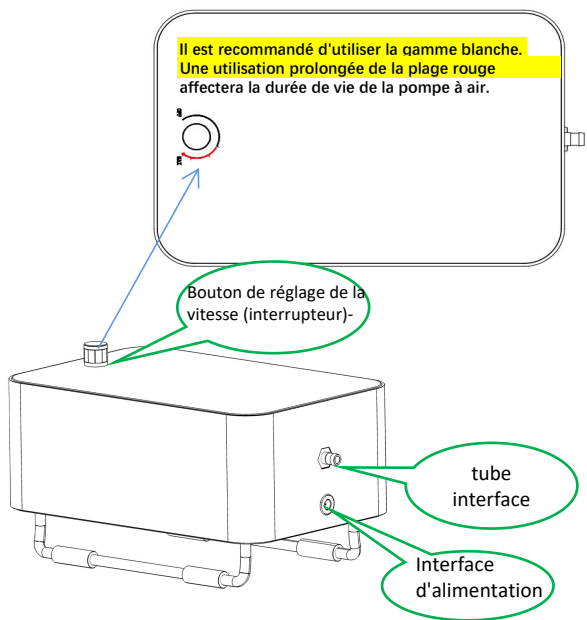 Il est recommandé d'utiliser la gamme blanche.
Une utilisation prolongée de la plage rouge
affectera la durée de vie de la pompe à air.
Bouton de réglage de la
vitesse (interrupteur)-
tube
interface
Interface
d'alimentation